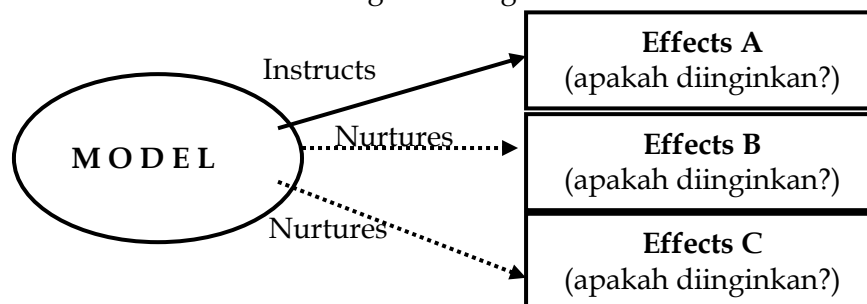 Instructs
Effects A
(apakah diinginkan?)
MODEL
Nurtures
Effects B
(apakah diinginkan?)
Nurtures
Effects C
(apakah diinginkan?)